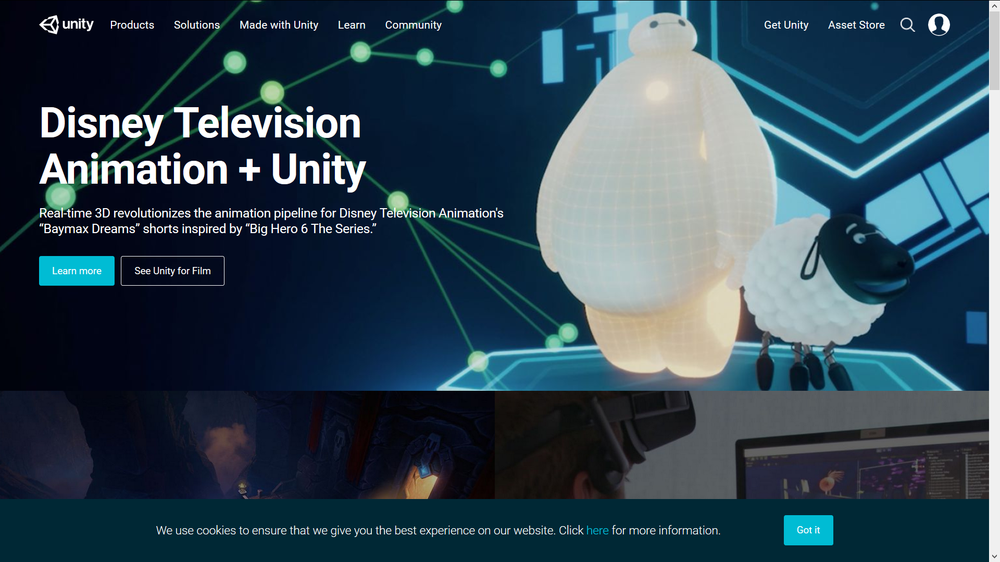 unity Products Solutions Made with Unity Learn Community Get Unity Asset Store
Disney Television
Animation + Unity
Real-time 3D revolutionizes the animation pipeline for Disney Television Animation's
“Baymax Dreams” shorts inspired by “Big Hero 6 The Series.”
Learn more See Unity for Film
We use cookies to ensure that we give you the best experience on our website. Click here for more information. Got it